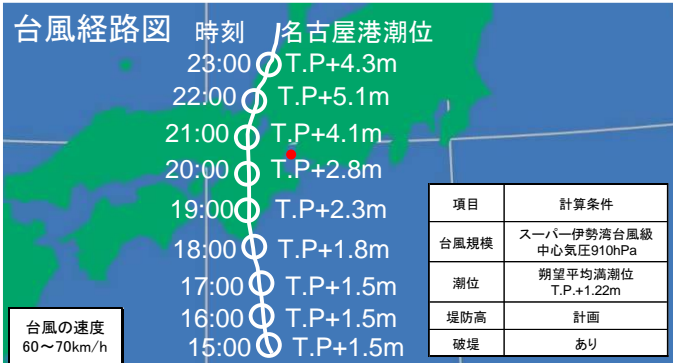 台風経路図 時刻 名古屋港潮位
23:00 T.P+4.3m
22:00 T.P+5.1m
21:00 T.P+4.1m
20:00 T.P+2.8m
19:00 T.P+2.3m
18:00 T.P+1.8m
17:00 T.P+1.5m
16:00 T.P+1.5m
15:00 T.P+1.5m
台風の速度
60～70km/h
項目 計算条件
台風規模 スーパー伊勢湾台風級
中心気圧910hPa
潮位 朔望平均満潮位
T.P.+1.22m
堤防高 計画
破堤 あり